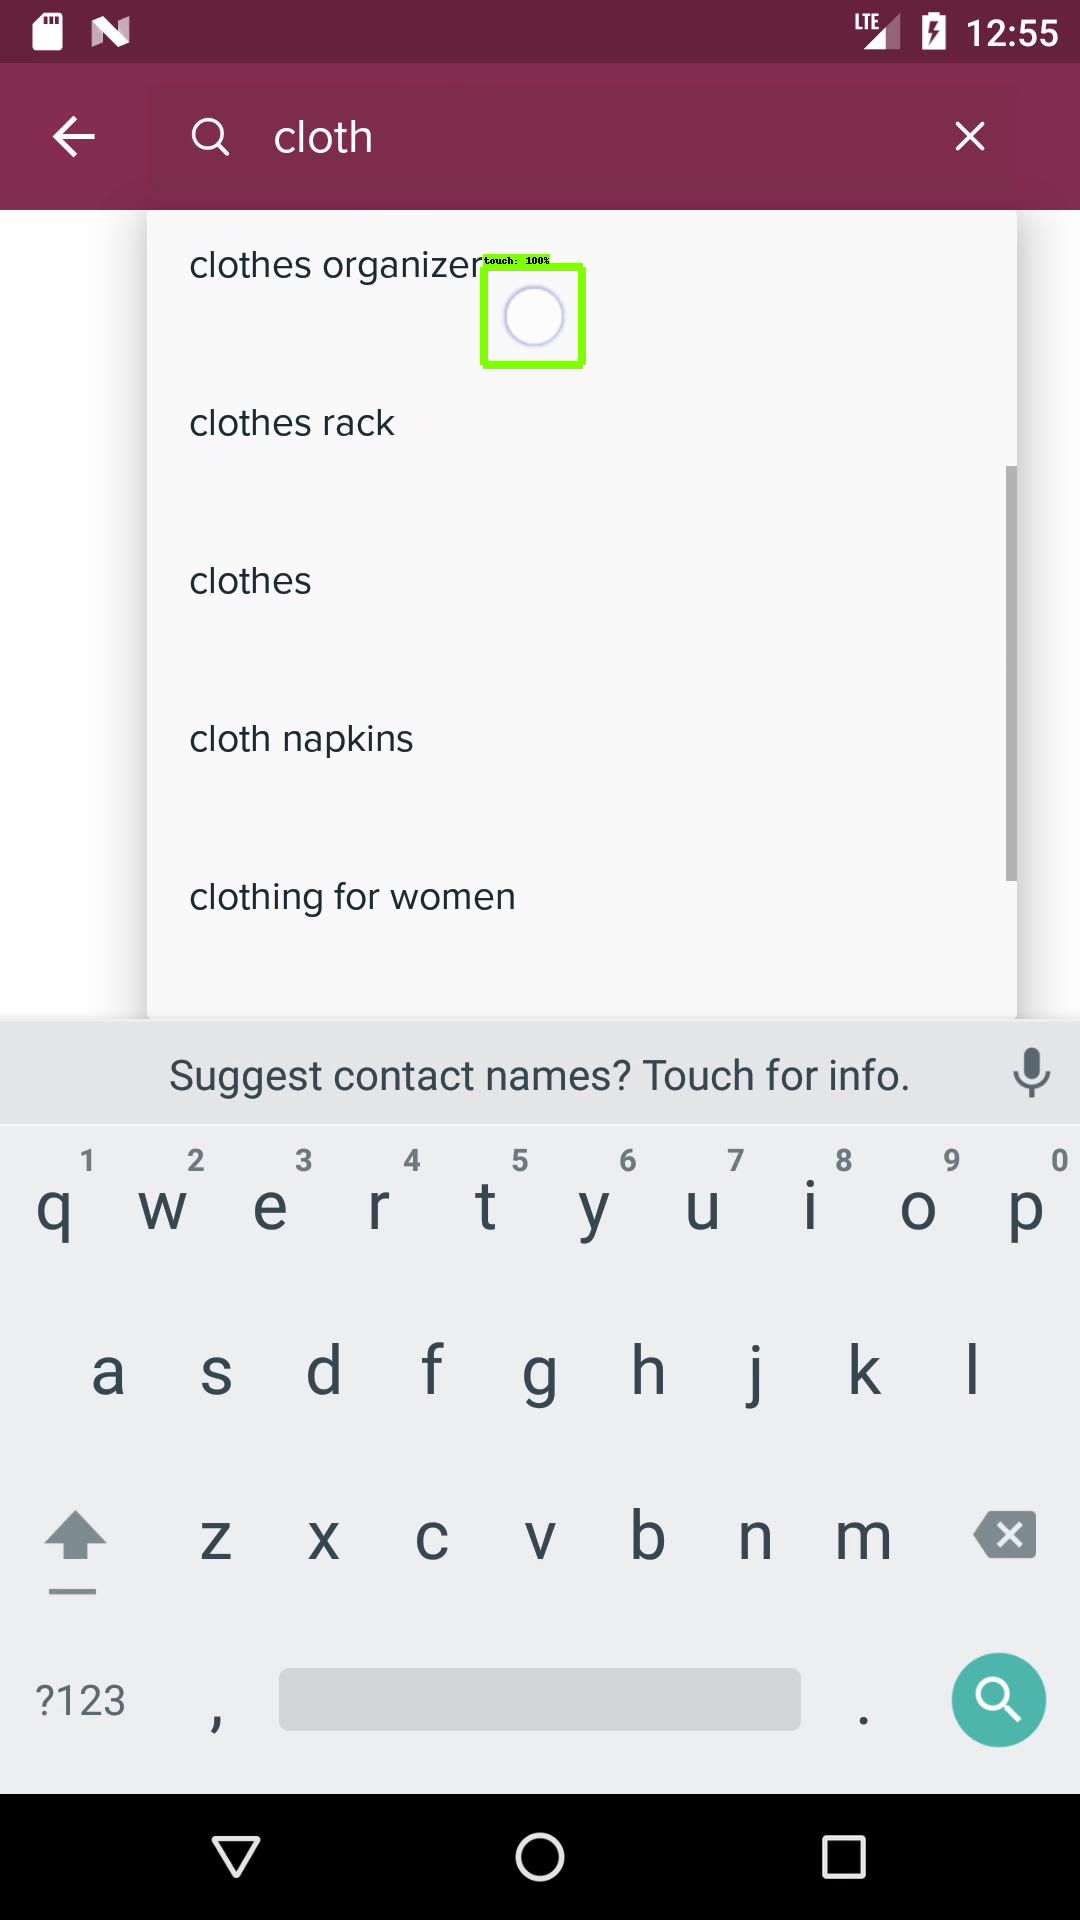 LTE 12:55
cloth
clothes organizer
touch: 100%
clothes rack
clothes
cloth napkins
clothing for women
Suggest contact names? Touch for info.
1 2 3 4 5 6 7 8 9 0
q w e r t y u i o p
a s d f g h j k l
z x c v b n m
?123 , .